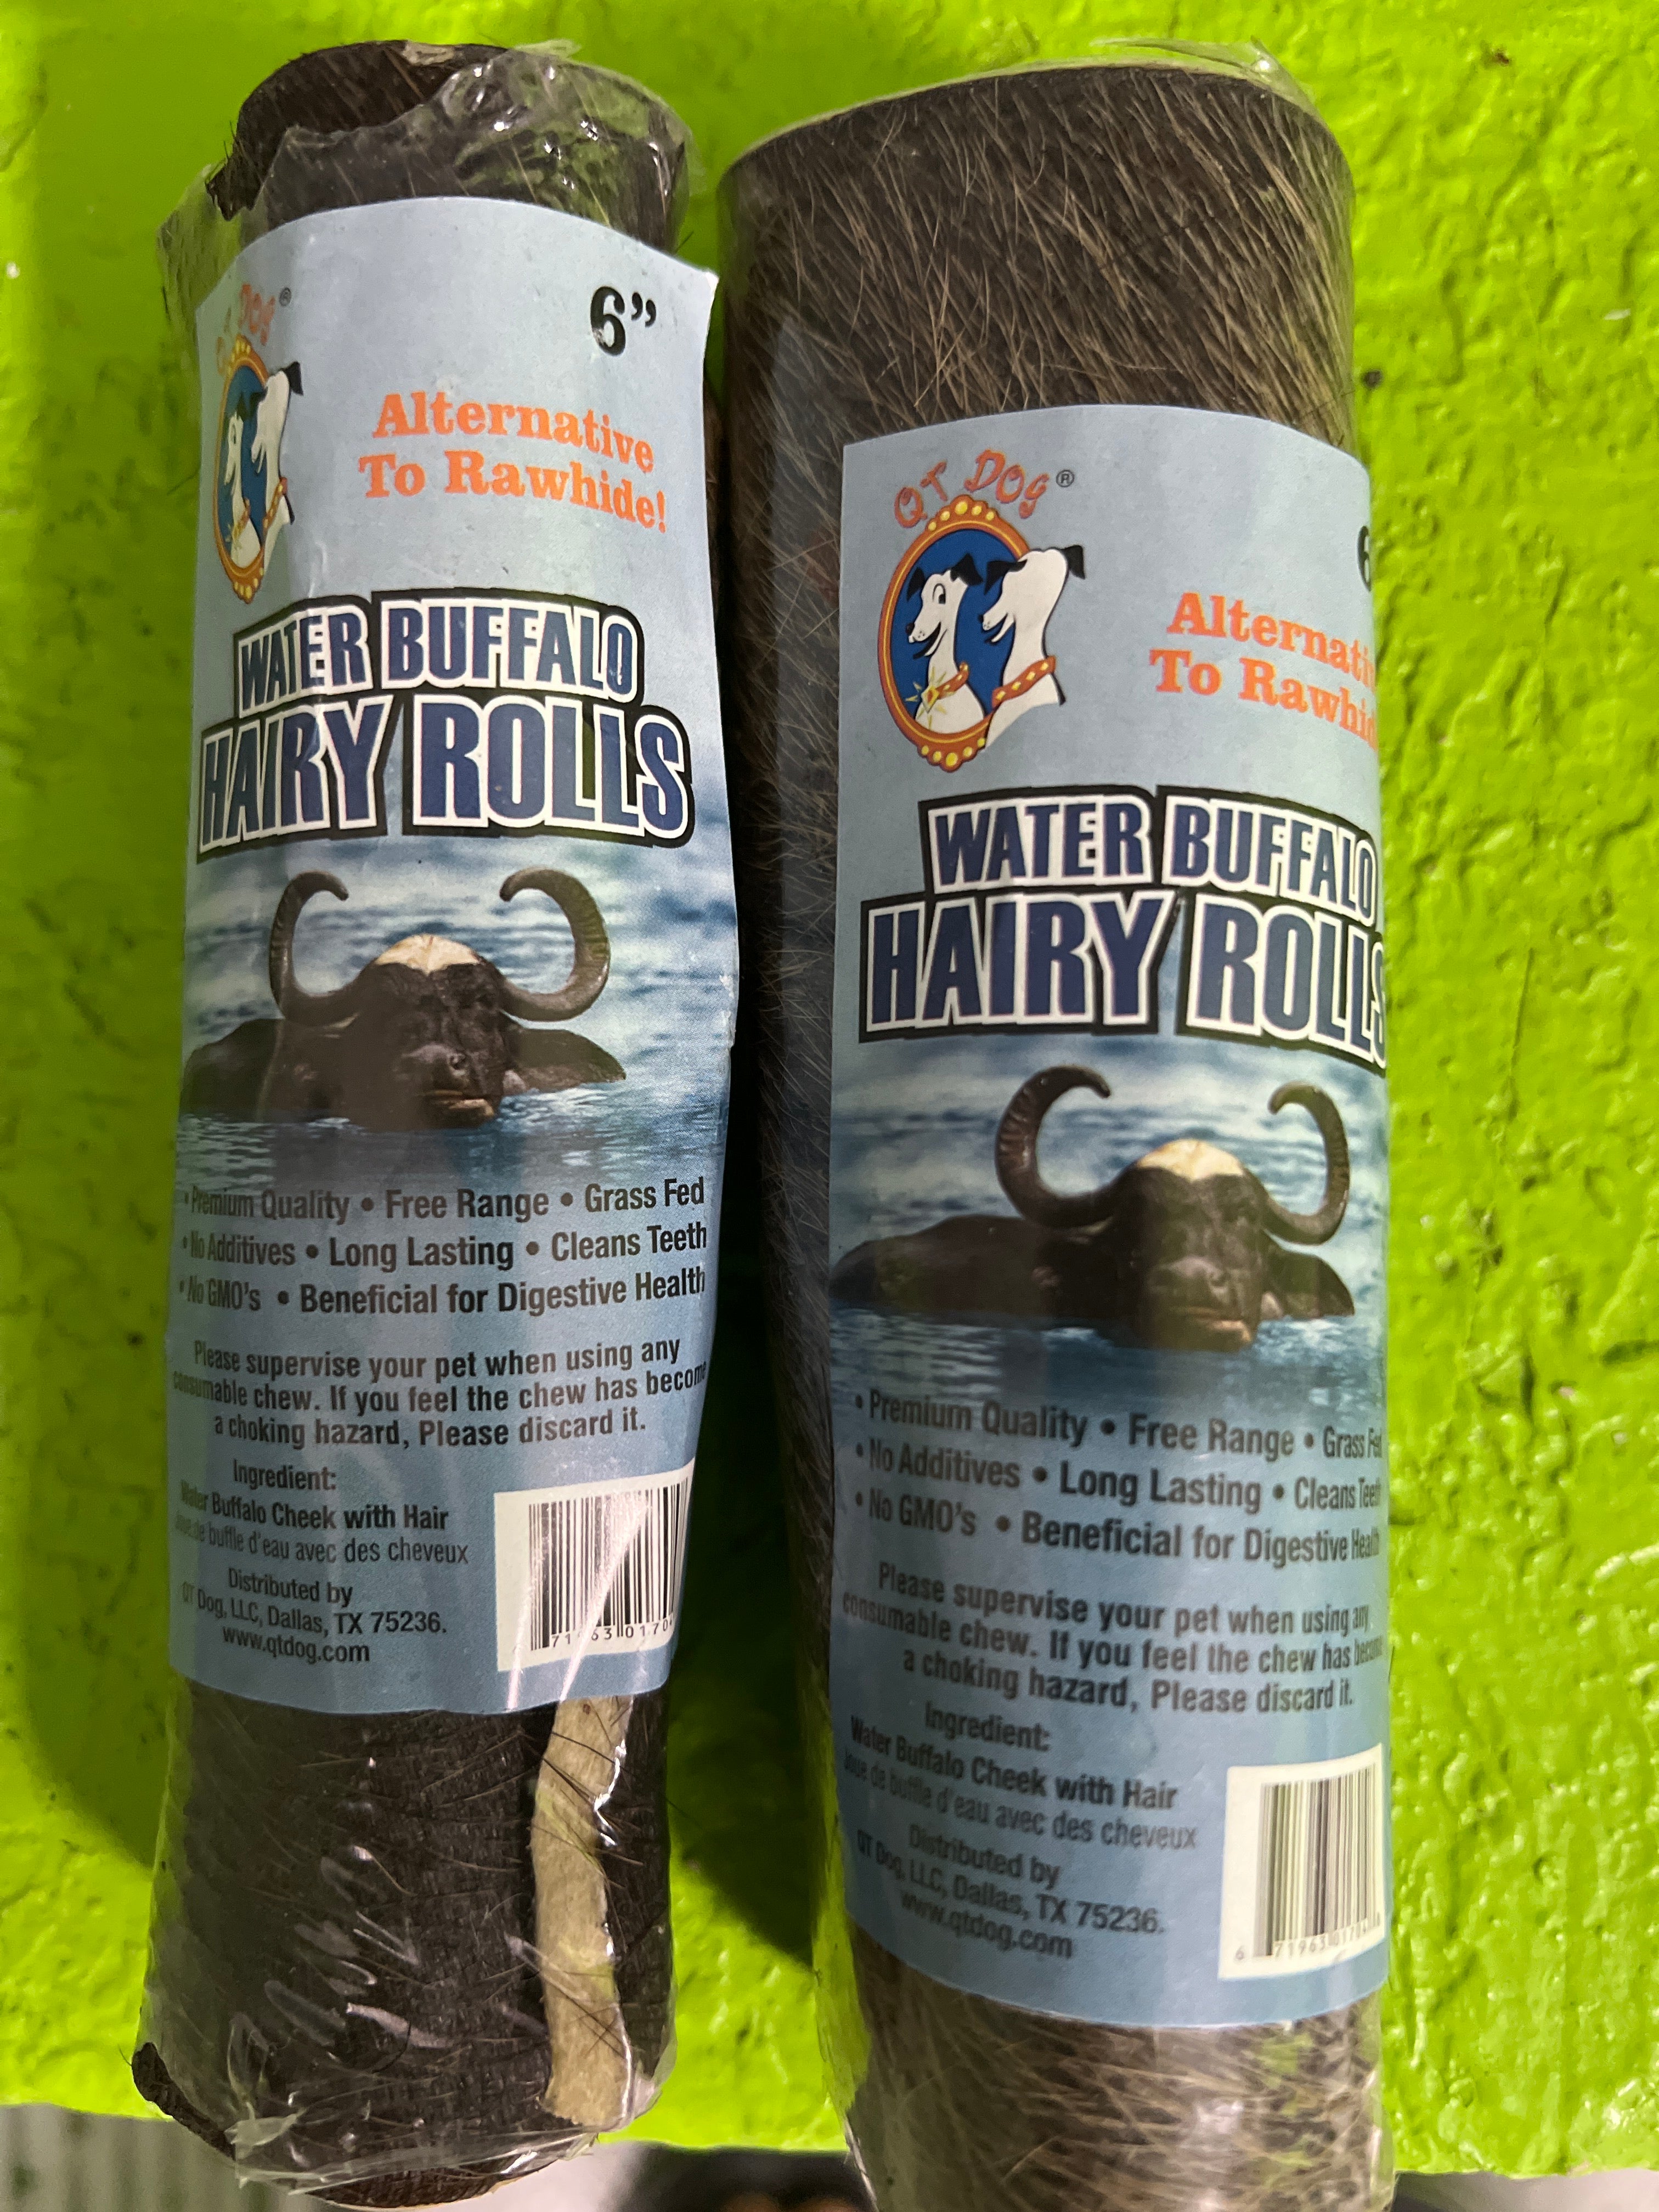 DOG®
6”
Alternative
To Rawhide!
WATER BUFFALO
HAIRY ROLLS
• Premium Quality • Free Range • Grass Fed
• No Additives • Long Lasting • Cleans Teeth
• No GMO's • Beneficial for Digestive Health
Please supervise your pet when using any
consumable chew. If you feel the chew has become
a choking hazard, Please discard it.
Ingredient:
Water Buffalo Cheek with Hair
Joue de buffle d'eau avec des cheveux
Distributed by
QT Dog, LLC, Dallas, TX 75236.
www.qtdog.com
QT DOG®
6
Alternati
To Rawhid
WATER BUFFALO
HAIRY ROLLS
• Premium Quality • Free Range • Grass Fed
• No Additives • Long Lasting • Cleans Teet
• No GMO's • Beneficial for Digestive Healt
Please supervise your pet when using any
consumable chew. If you feel the chew has become
a choking hazard, Please discard it.
Ingredient:
Water Buffalo Cheek with Hair
Joue de buffle d'eau avec des cheveux
Distributed by
QT Dog, LLC, Dallas, TX 75236.
www.qtdog.com